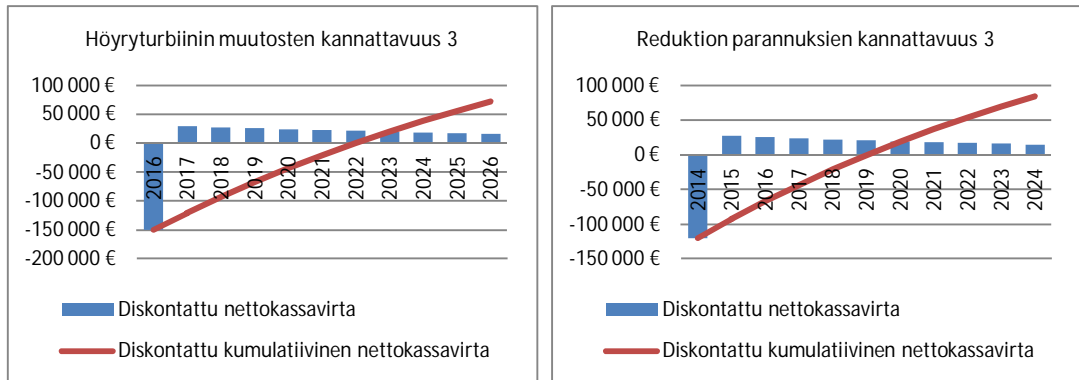 Höyryturbiinin muutosten kannattavuus 3
100 000 €
50 000 €
0 €
-50 000 €
-100 000 €
-150 000 €
-200 000 €
2016
2017
2018
2019
2020
2021
2022
2023
2024
2025
2026
Diskontattu nettokassavirta
Diskontattu kumulatiivinen nettokassavirta
Reduktion parannuksien kannattavuus 3
100 000 €
50 000 €
0 €
-50 000 €
-100 000 €
-150 000 €
2014
2015
2016
2017
2018
2019
2020
2021
2022
2023
2024
Diskontattu nettokassavirta
Diskontattu kumulatiivinen nettokassavirta